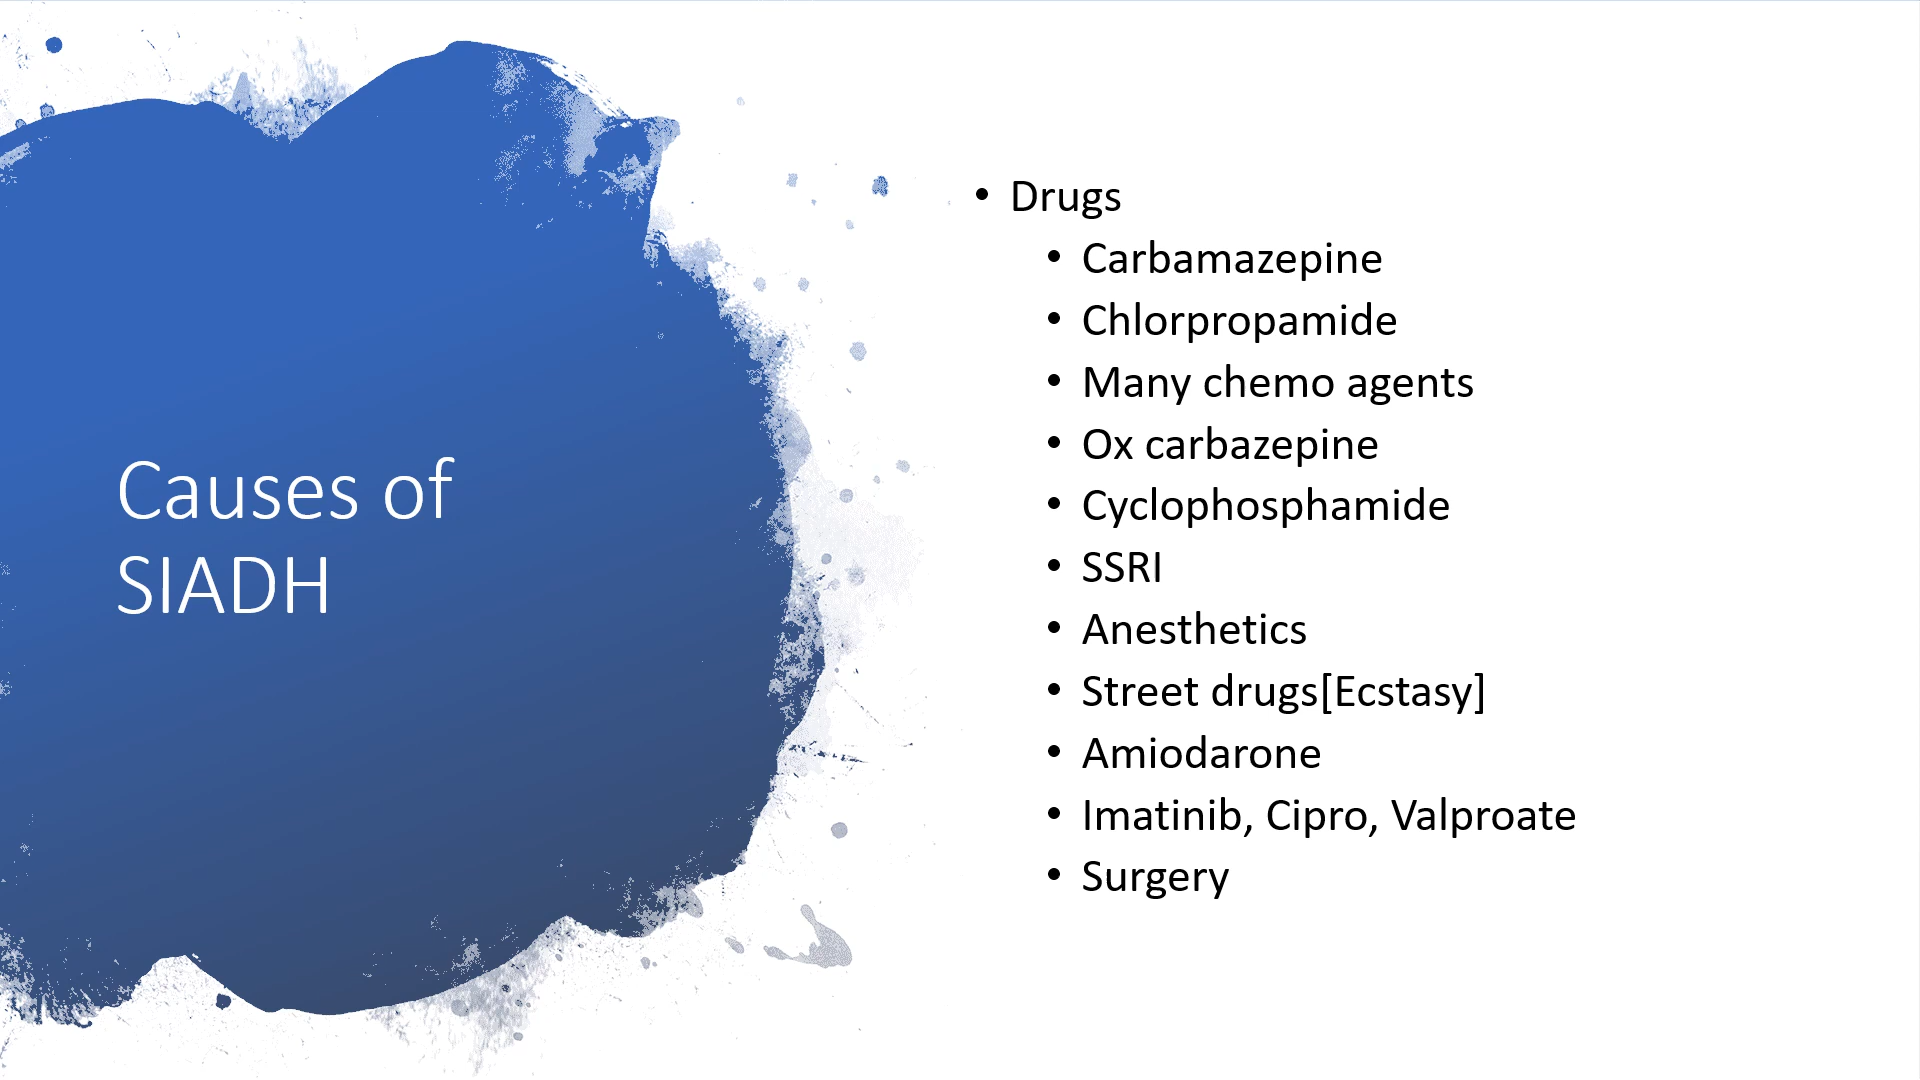 Causes of
SIADH
• Drugs
• Carbamazepine
• Chlorpropamide
• Many chemo agents
• Ox carbazepine
• Cyclophosphamide
• SSRI
• Anesthetics
• Street drugs[Ecstasy]
• Amiodarone
• Imatinib, Cipro, Valproate
• Surgery